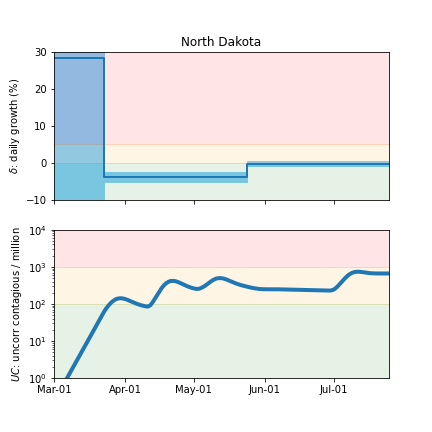 North Dakota
δ: daily growth (%)
30
20
10
0
−10
UC: uncorr contagious / million
10⁴
10³
10²
10¹
10⁰
Mar-01 Apr-01 May-01 Jun-01 Jul-01